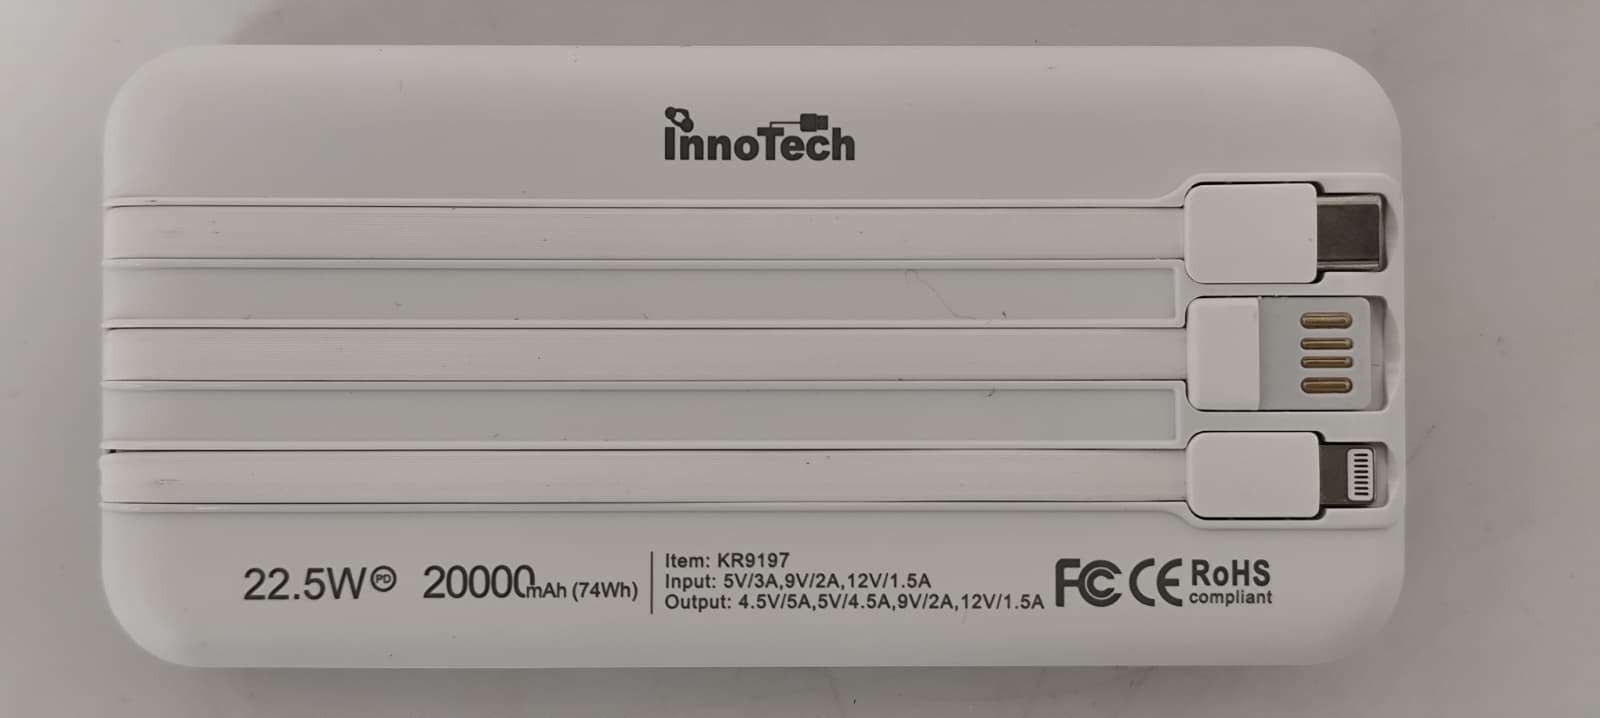 InnoTech
22.5W PD 20000mAh (74Wh)
Item: KR9197
Input: 5V/3A,9V/2A,12V/1.5A
Output: 4.5V/5A,5V/4.5A,9V/2A,12V/1.5A
FC CE RoHS
compliant